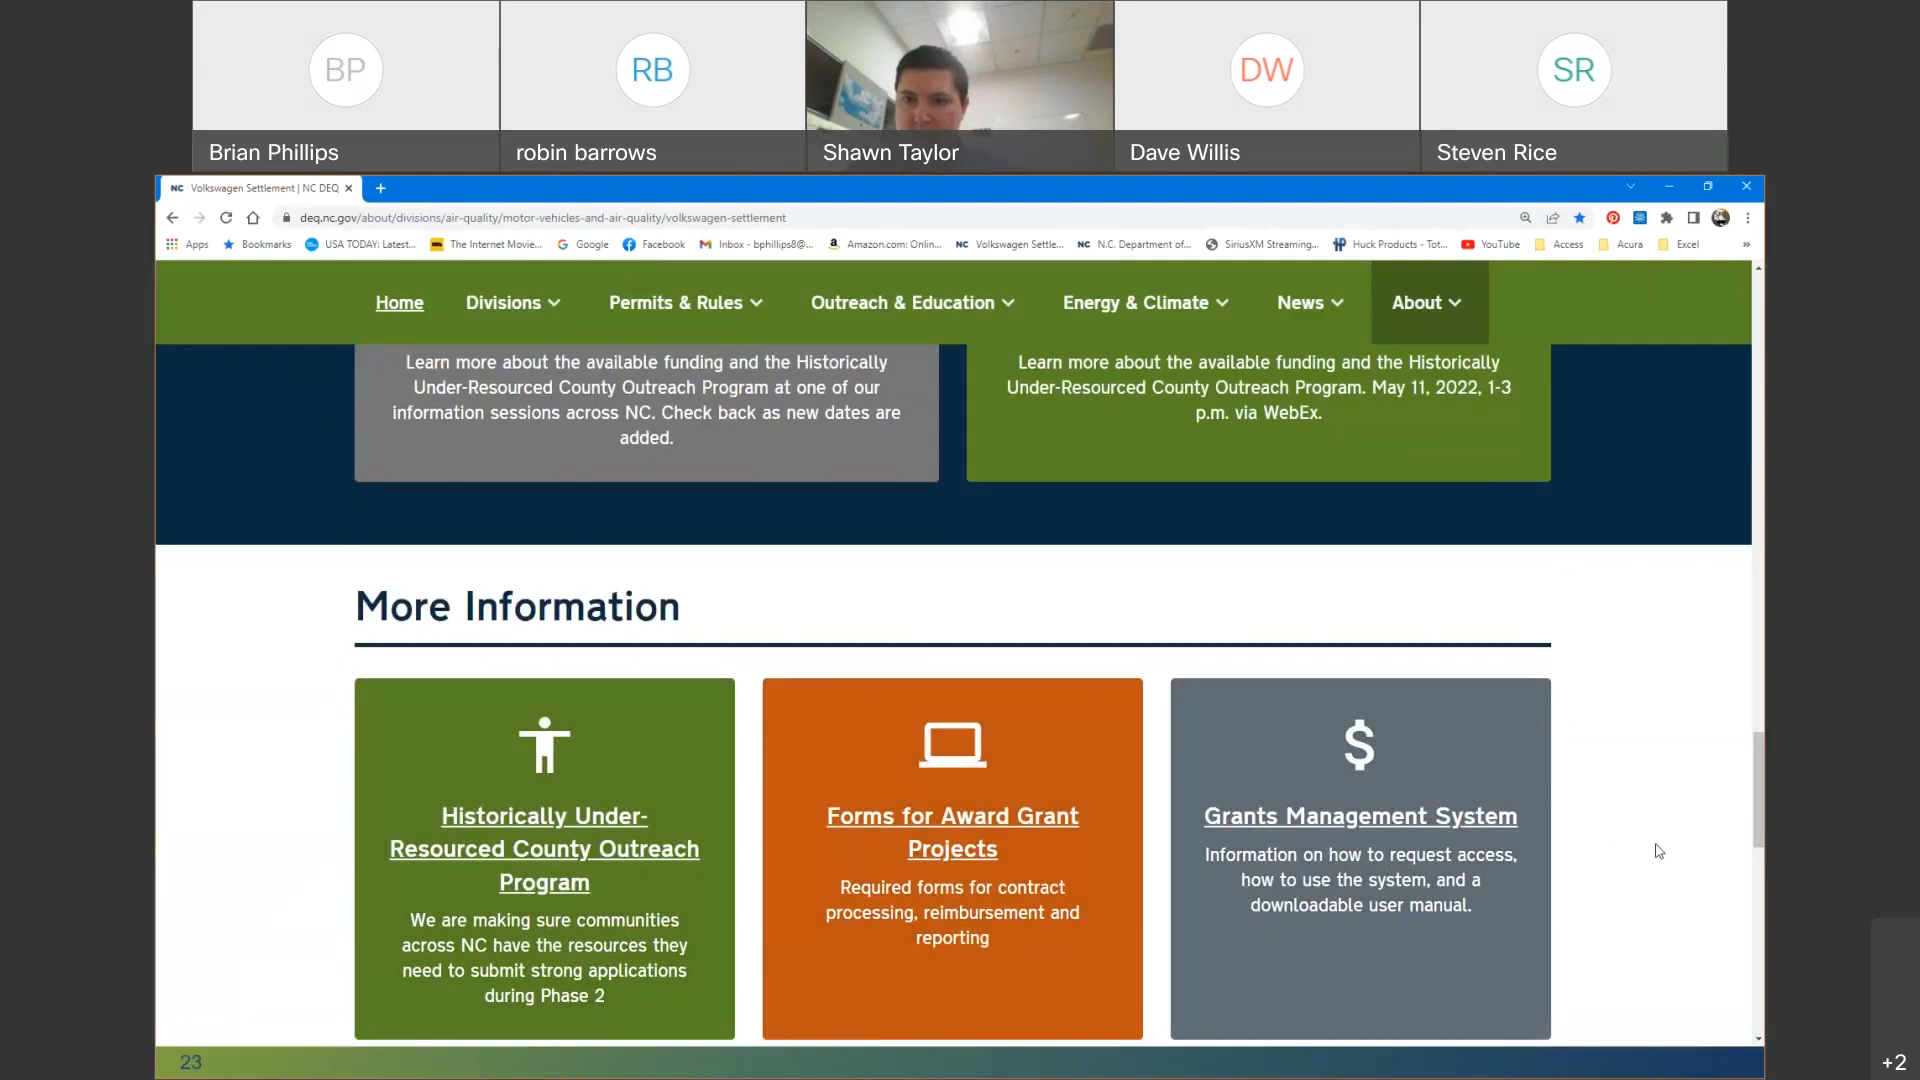 BP
RB
DW
SR
Brian Phillips
robin barrows
Shawn Taylor
Dave Willis
Steven Rice
NC Volkswagen Settlement | NC DEQ
deq.nc.gov/about/divisions/air-quality/motor-vehicles-and-air-quality/volkswagen-settlement
Apps Bookmarks USA TODAY: Latest... The Internet Movie... Google Facebook Inbox - bphillips8@... Amazon.com: Onlin... NC Volkswagen Settle... NC N.C. Department of... SiriusXM Streaming... Huck Products - Tot... YouTube Access Acura Excel »
Home Divisions Permits & Rules Outreach & Education Energy & Climate News About
Learn more about the available funding and the Historically
Under-Resourced County Outreach Program at one of our
information sessions across NC. Check back as new dates are
added.
Learn more about the available funding and the Historically
Under-Resourced County Outreach Program. May 11, 2022, 1-3
p.m. via WebEx.
More Information
Historically Under-
Resourced County Outreach
Program
We are making sure communities
across NC have the resources they
need to submit strong applications
during Phase 2
Forms for Award Grant
Projects
Required forms for contract
processing, reimbursement and
reporting
$
Grants Management System
Information on how to request access,
how to use the system, and a
downloadable user manual.
23
+2